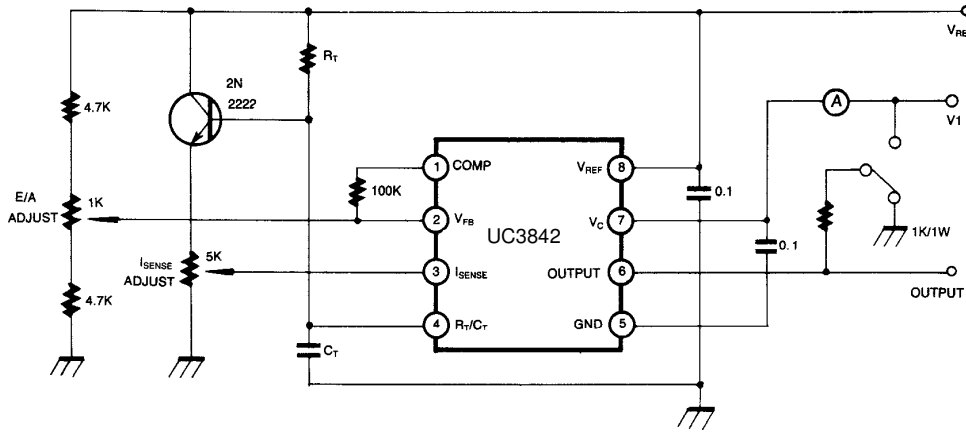 V_RE
R_T
2N
2222
4.7K
A
V1
1 COMP
V_REF 8
100K
0.1
E/A
ADJUST
1K
2 V_FB
V_C 7
UC3842
0.1
1K/1W
I_SENSE
ADJUST
5K
3 I_SENSE
OUTPUT 6
OUTPUT
4.7K
4 R_T/C_T
GND 5
C_T